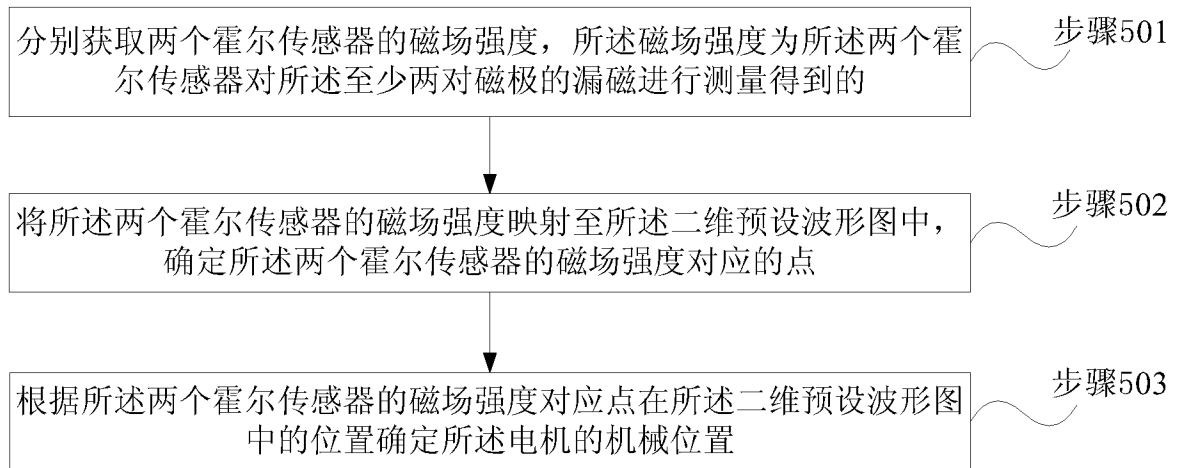 分别获取两个霍尔传感器的磁场强度，所述磁场强度为所述两个霍
尔传感器对所述至少两对磁极的漏磁进行测量得到的
步骤501
将所述两个霍尔传感器的磁场强度映射至所述二维预设波形图中，
确定所述两个霍尔传感器的磁场强度对应的点
步骤502
根据所述两个霍尔传感器的磁场强度对应点在所述二维预设波形图
中的位置确定所述电机的机械位置
步骤503